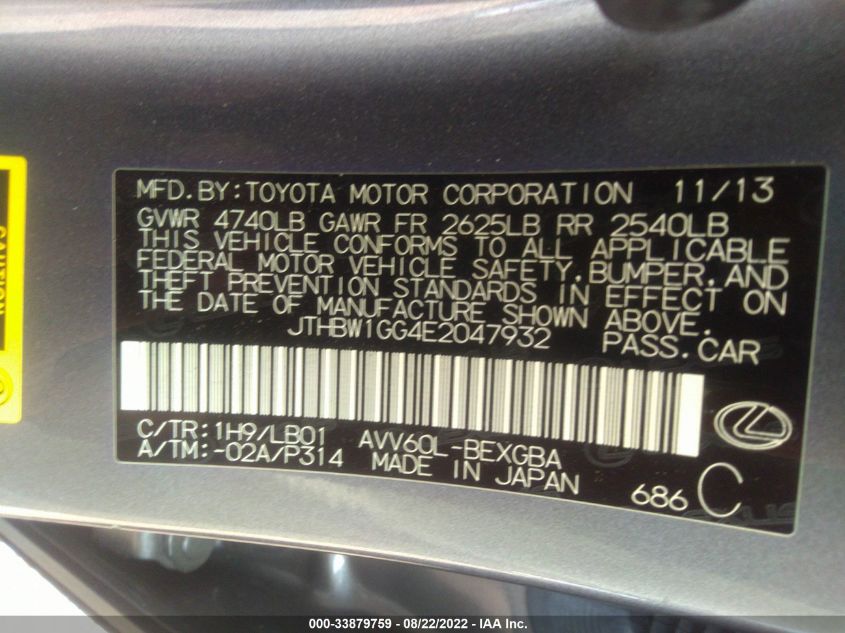 MFD.BY:TOYOTA MOTOR CORPORATION 11/13
GVWR 4740LB GAWR FR 2625LB RR 2540LB
THIS VEHICLE CONFORMS TO ALL APPLICABLE
FEDERAL MOTOR VEHICLE SAFETY,BUMPER,AND
THEFT PREVENTION STANDARDS IN EFFECT ON
THE DATE OF MANUFACTURE SHOWN ABOVE.
JTHBW1GG4E2047932 PASS.CAR
C/TR:1H9/LB01 AVV60L-BEXGBA
A/TM:-02A/P314 MADE IN JAPAN
686 C
CAUTION
000-33879759 - 08/22/2022 - IAA Inc.